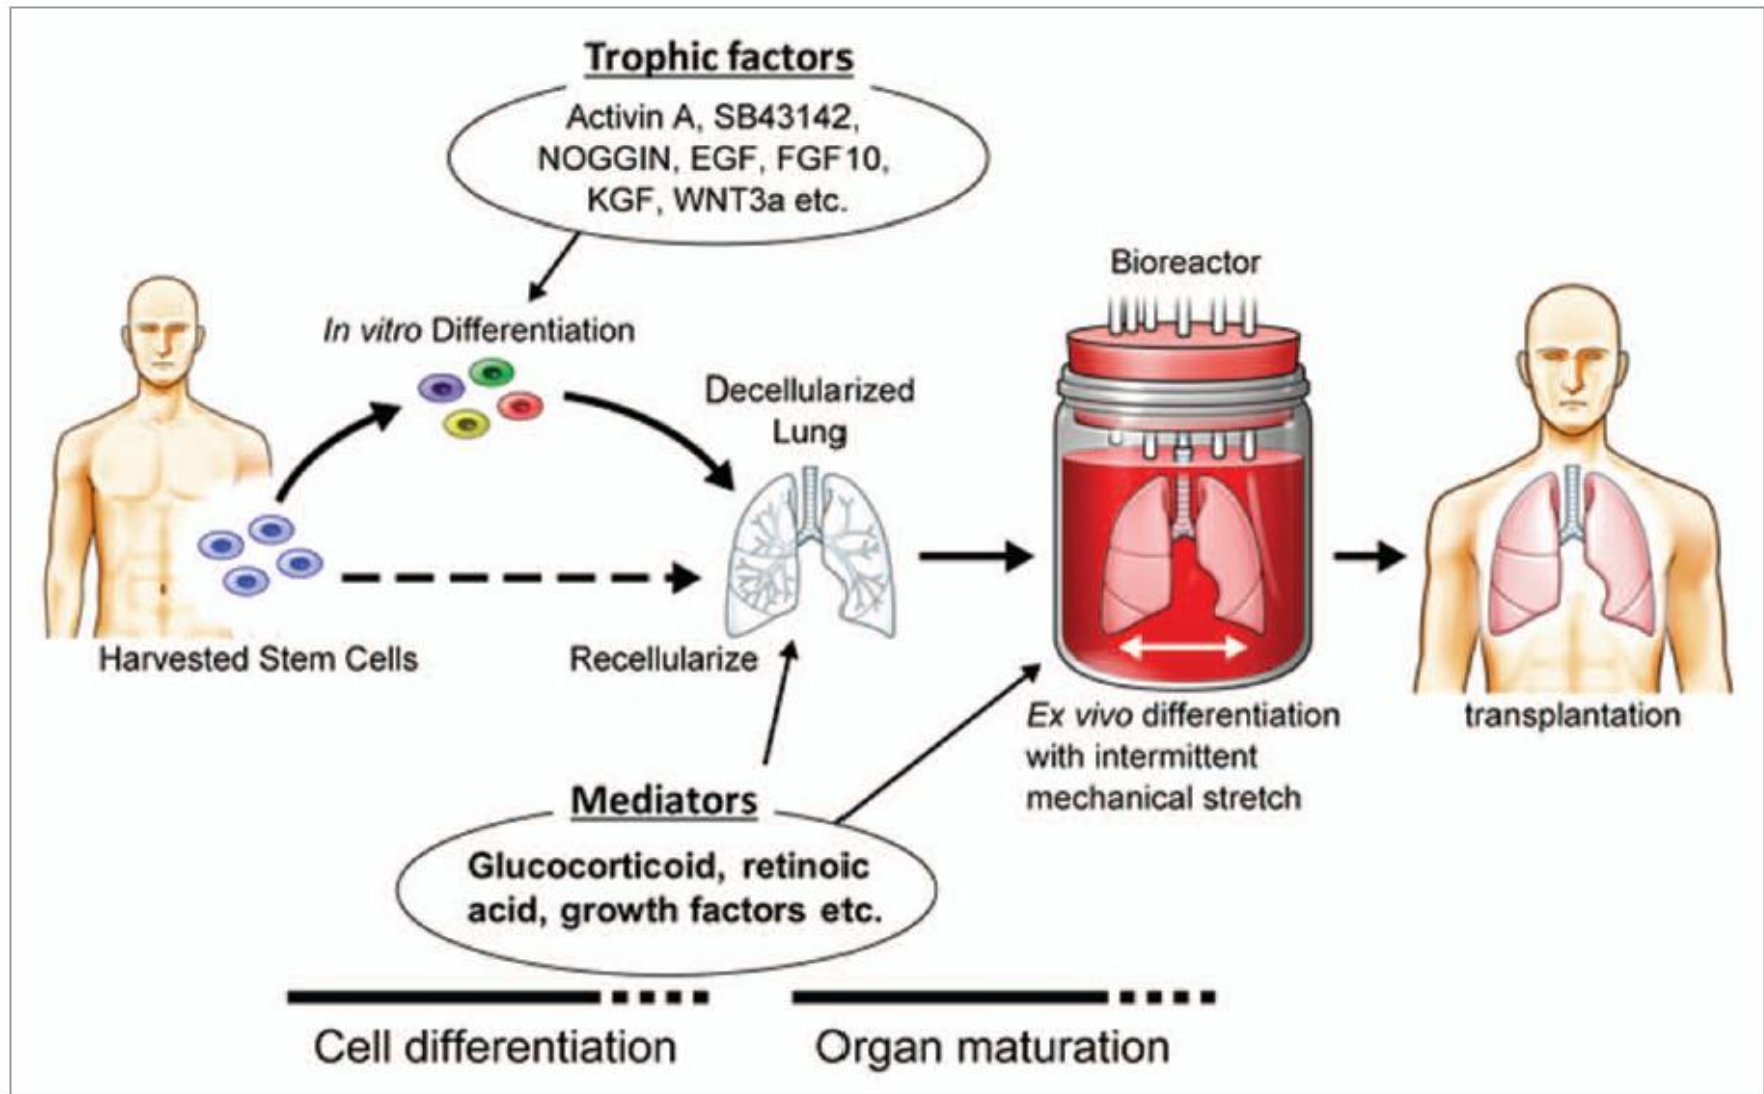 Trophic factors
Activin A, SB43142,
NOGGIN, EGF, FGF10,
KGF, WNT3a etc.
In vitro Differentiation
Harvested Stem Cells
Decellularized
Lung
Recellularize
Bioreactor
Ex vivo differentiation
with intermittent
mechanical stretch
transplantation
Mediators
Glucocorticoid, retinoic
acid, growth factors etc.
Cell differentiation
Organ maturation